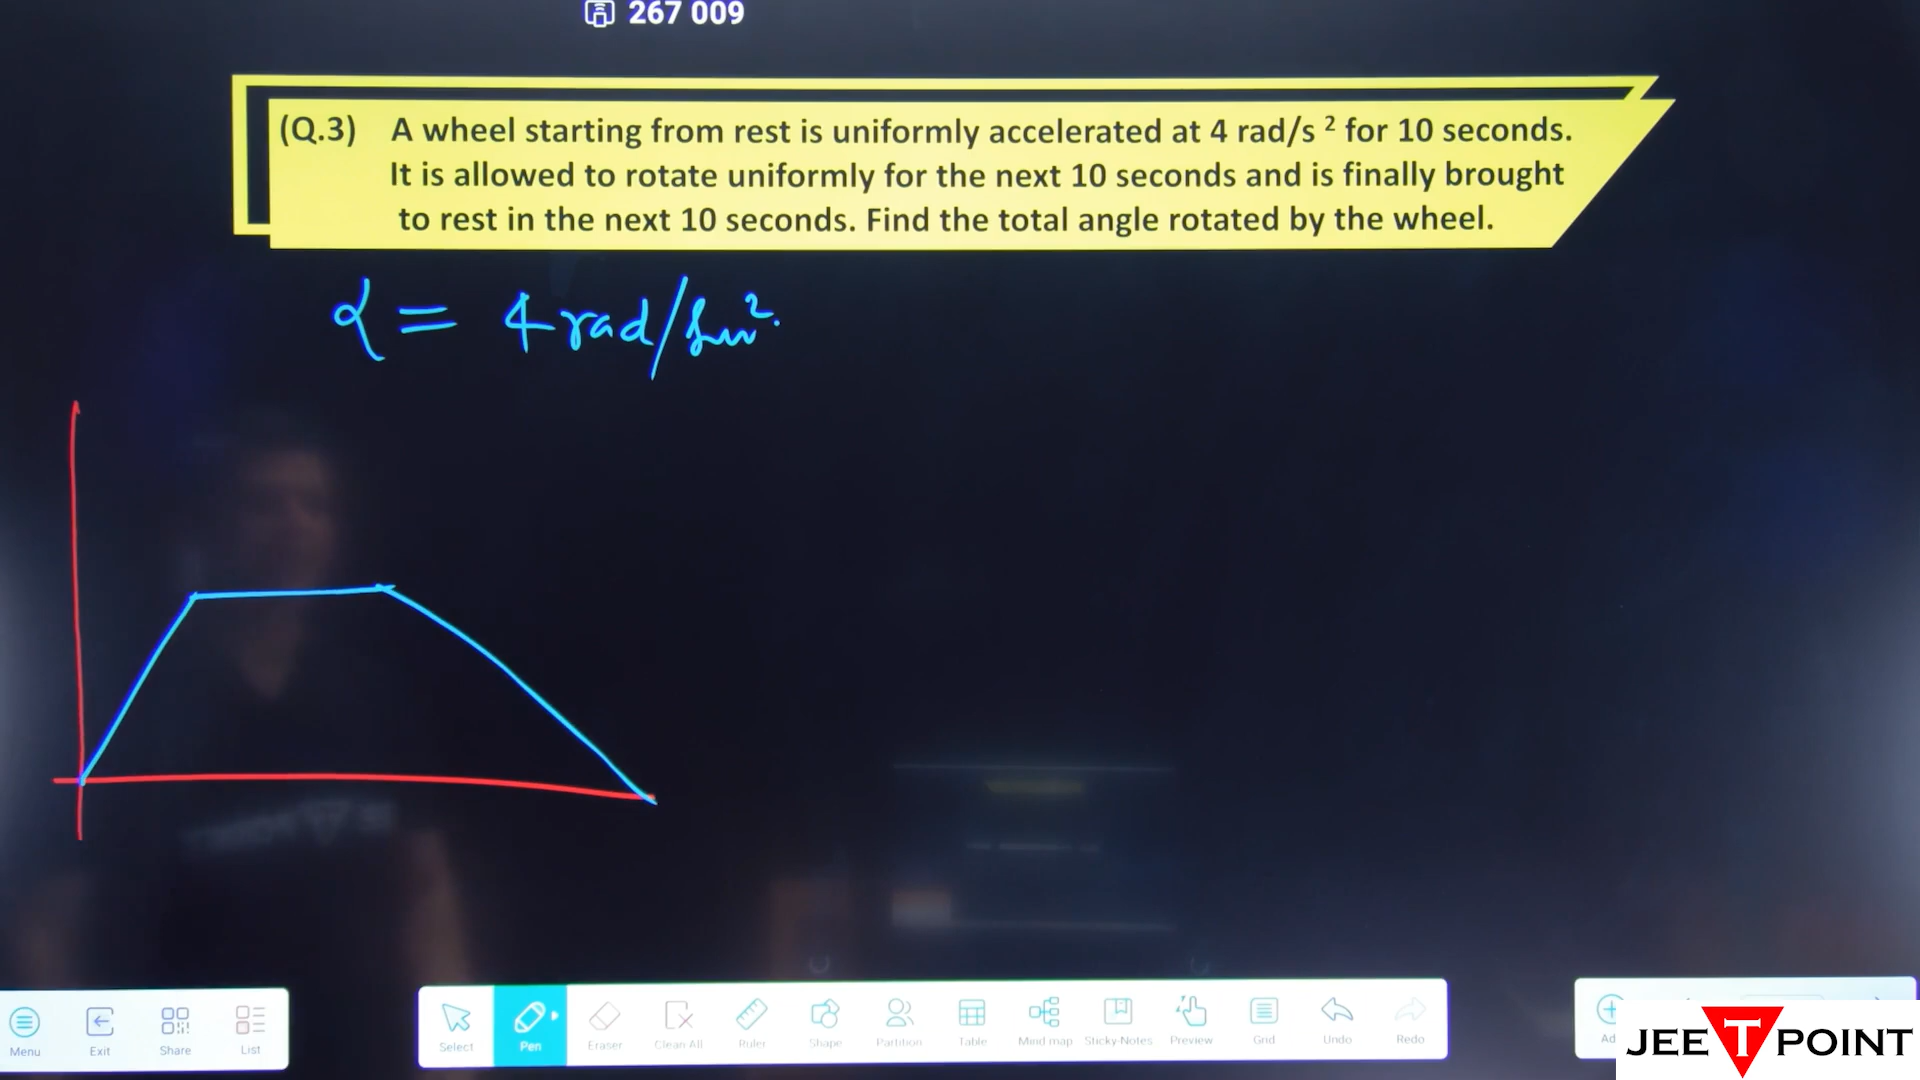 267 009
(Q.3) A wheel starting from rest is uniformly accelerated at 4 rad/s ² for 10 seconds.
It is allowed to rotate uniformly for the next 10 seconds and is finally brought
to rest in the next 10 seconds. Find the total angle rotated by the wheel.
α = 4 rad/sec².
Menu Exit Share List
Select Pen Eraser Clean All Ruler Shape Partition Table Mind map Sticky-Notes Preview Grid Undo Redo
JEE T POINT